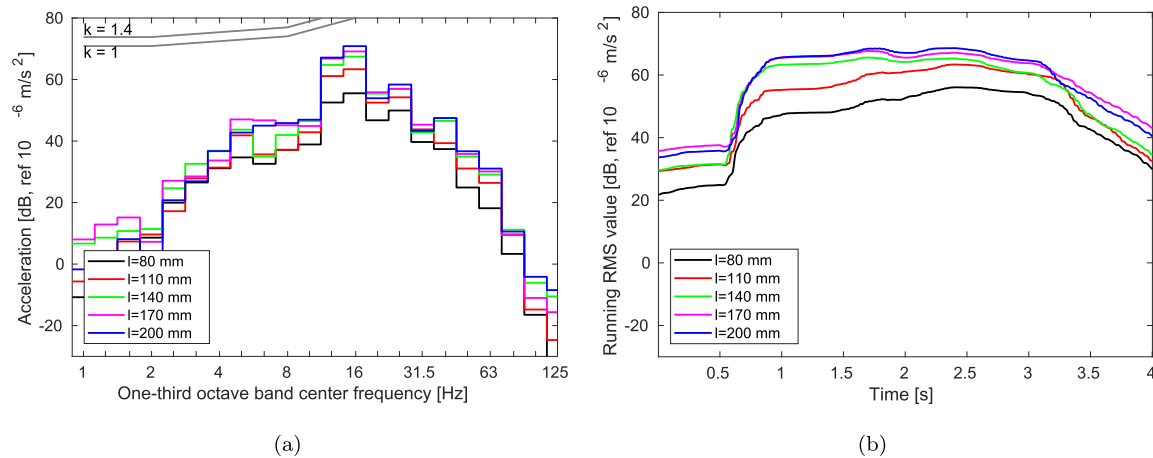 80
60
40
20
0
-20
Acceleration [dB, ref 10 -6 m/s 2]
k = 1.4
k = 1
l=80 mm
l=110 mm
l=140 mm
l=170 mm
l=200 mm
1 2 4 8 16 31.5 63 125
One-third octave band center frequency [Hz]
(a)
80
60
40
20
0
-20
Running RMS value [dB, ref 10 -6 m/s 2]
l=80 mm
l=110 mm
l=140 mm
l=170 mm
l=200 mm
0.5 1 1.5 2 2.5 3 3.5 4
Time [s]
(b)